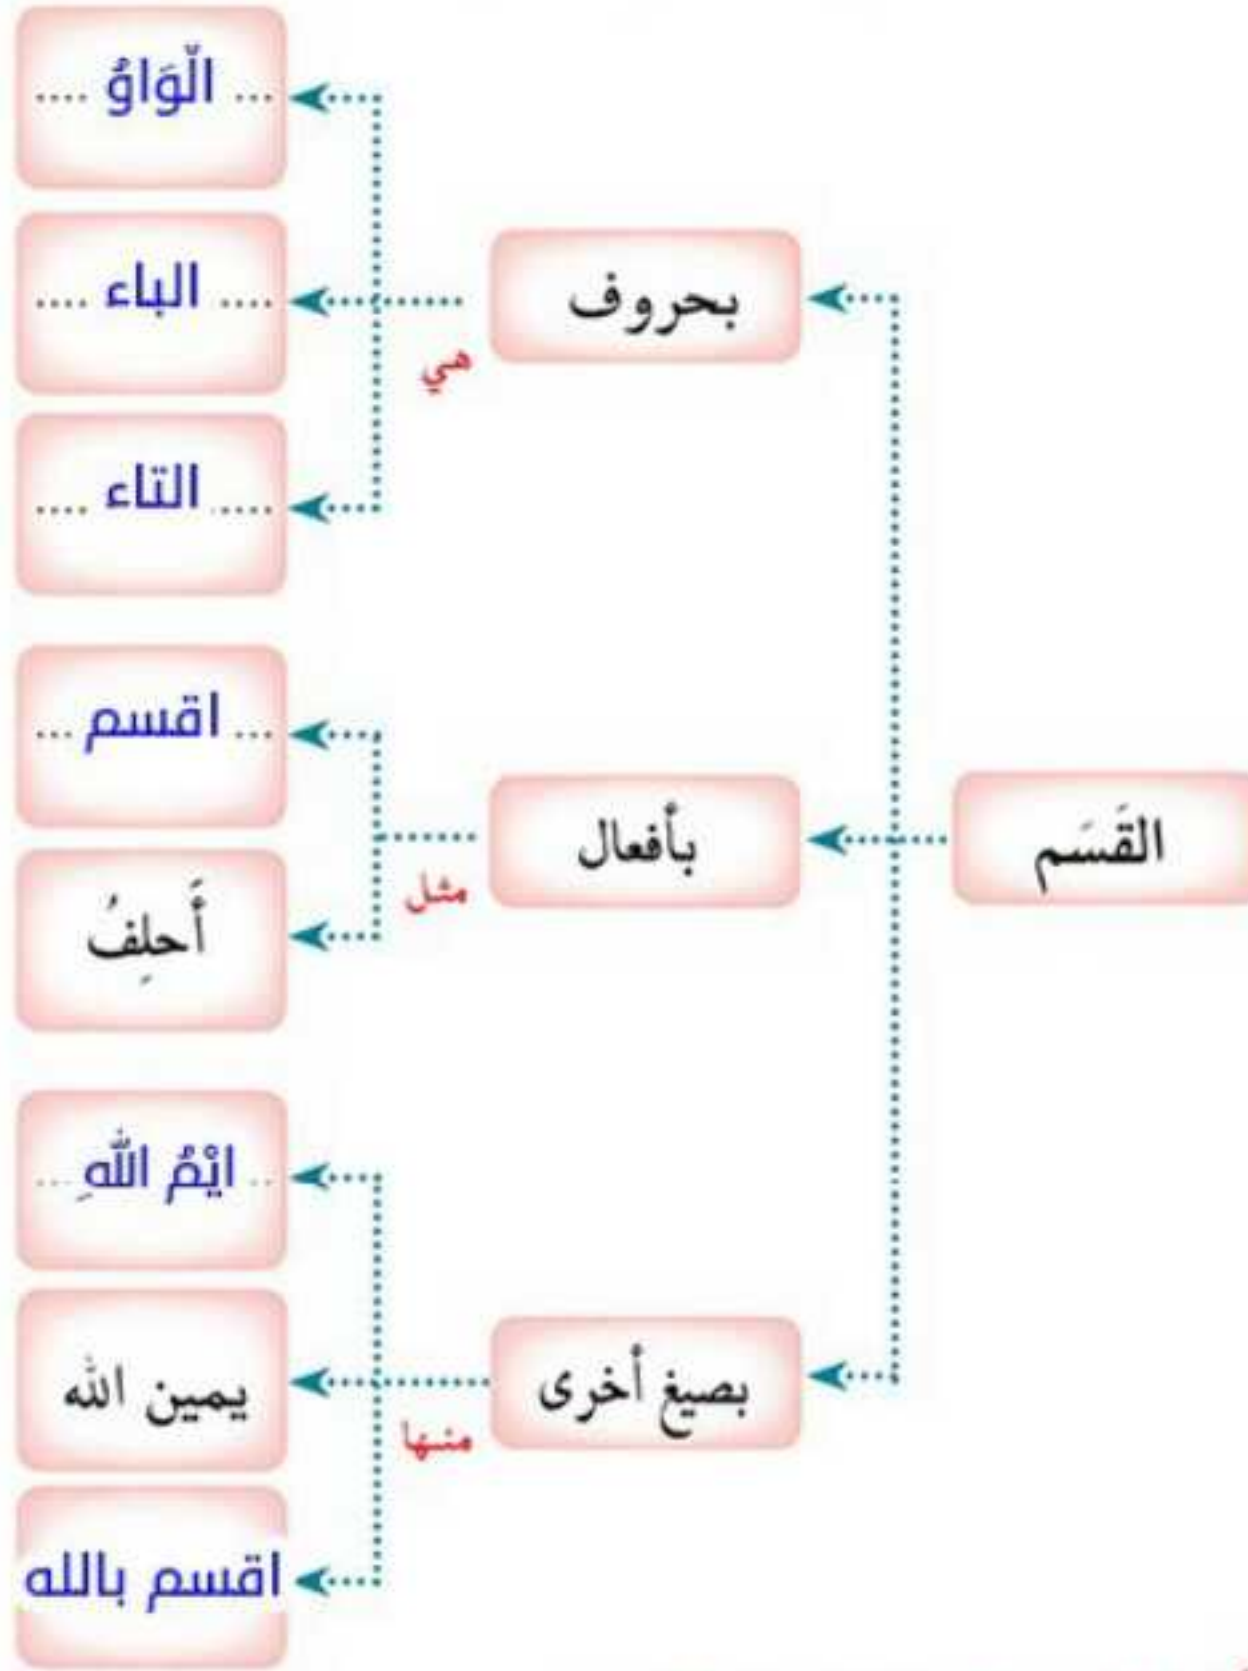 القَسَم
بحروف
هي
... الْوَاوُ ....
.... الباء ....
.... التاء ....
بأفعال
مثل
... اقسم ...
أَحلِفُ
بصيغ أخرى
منها
.. ايْمُ اللّٰهِ ...
يمين الله
اقسم بالله